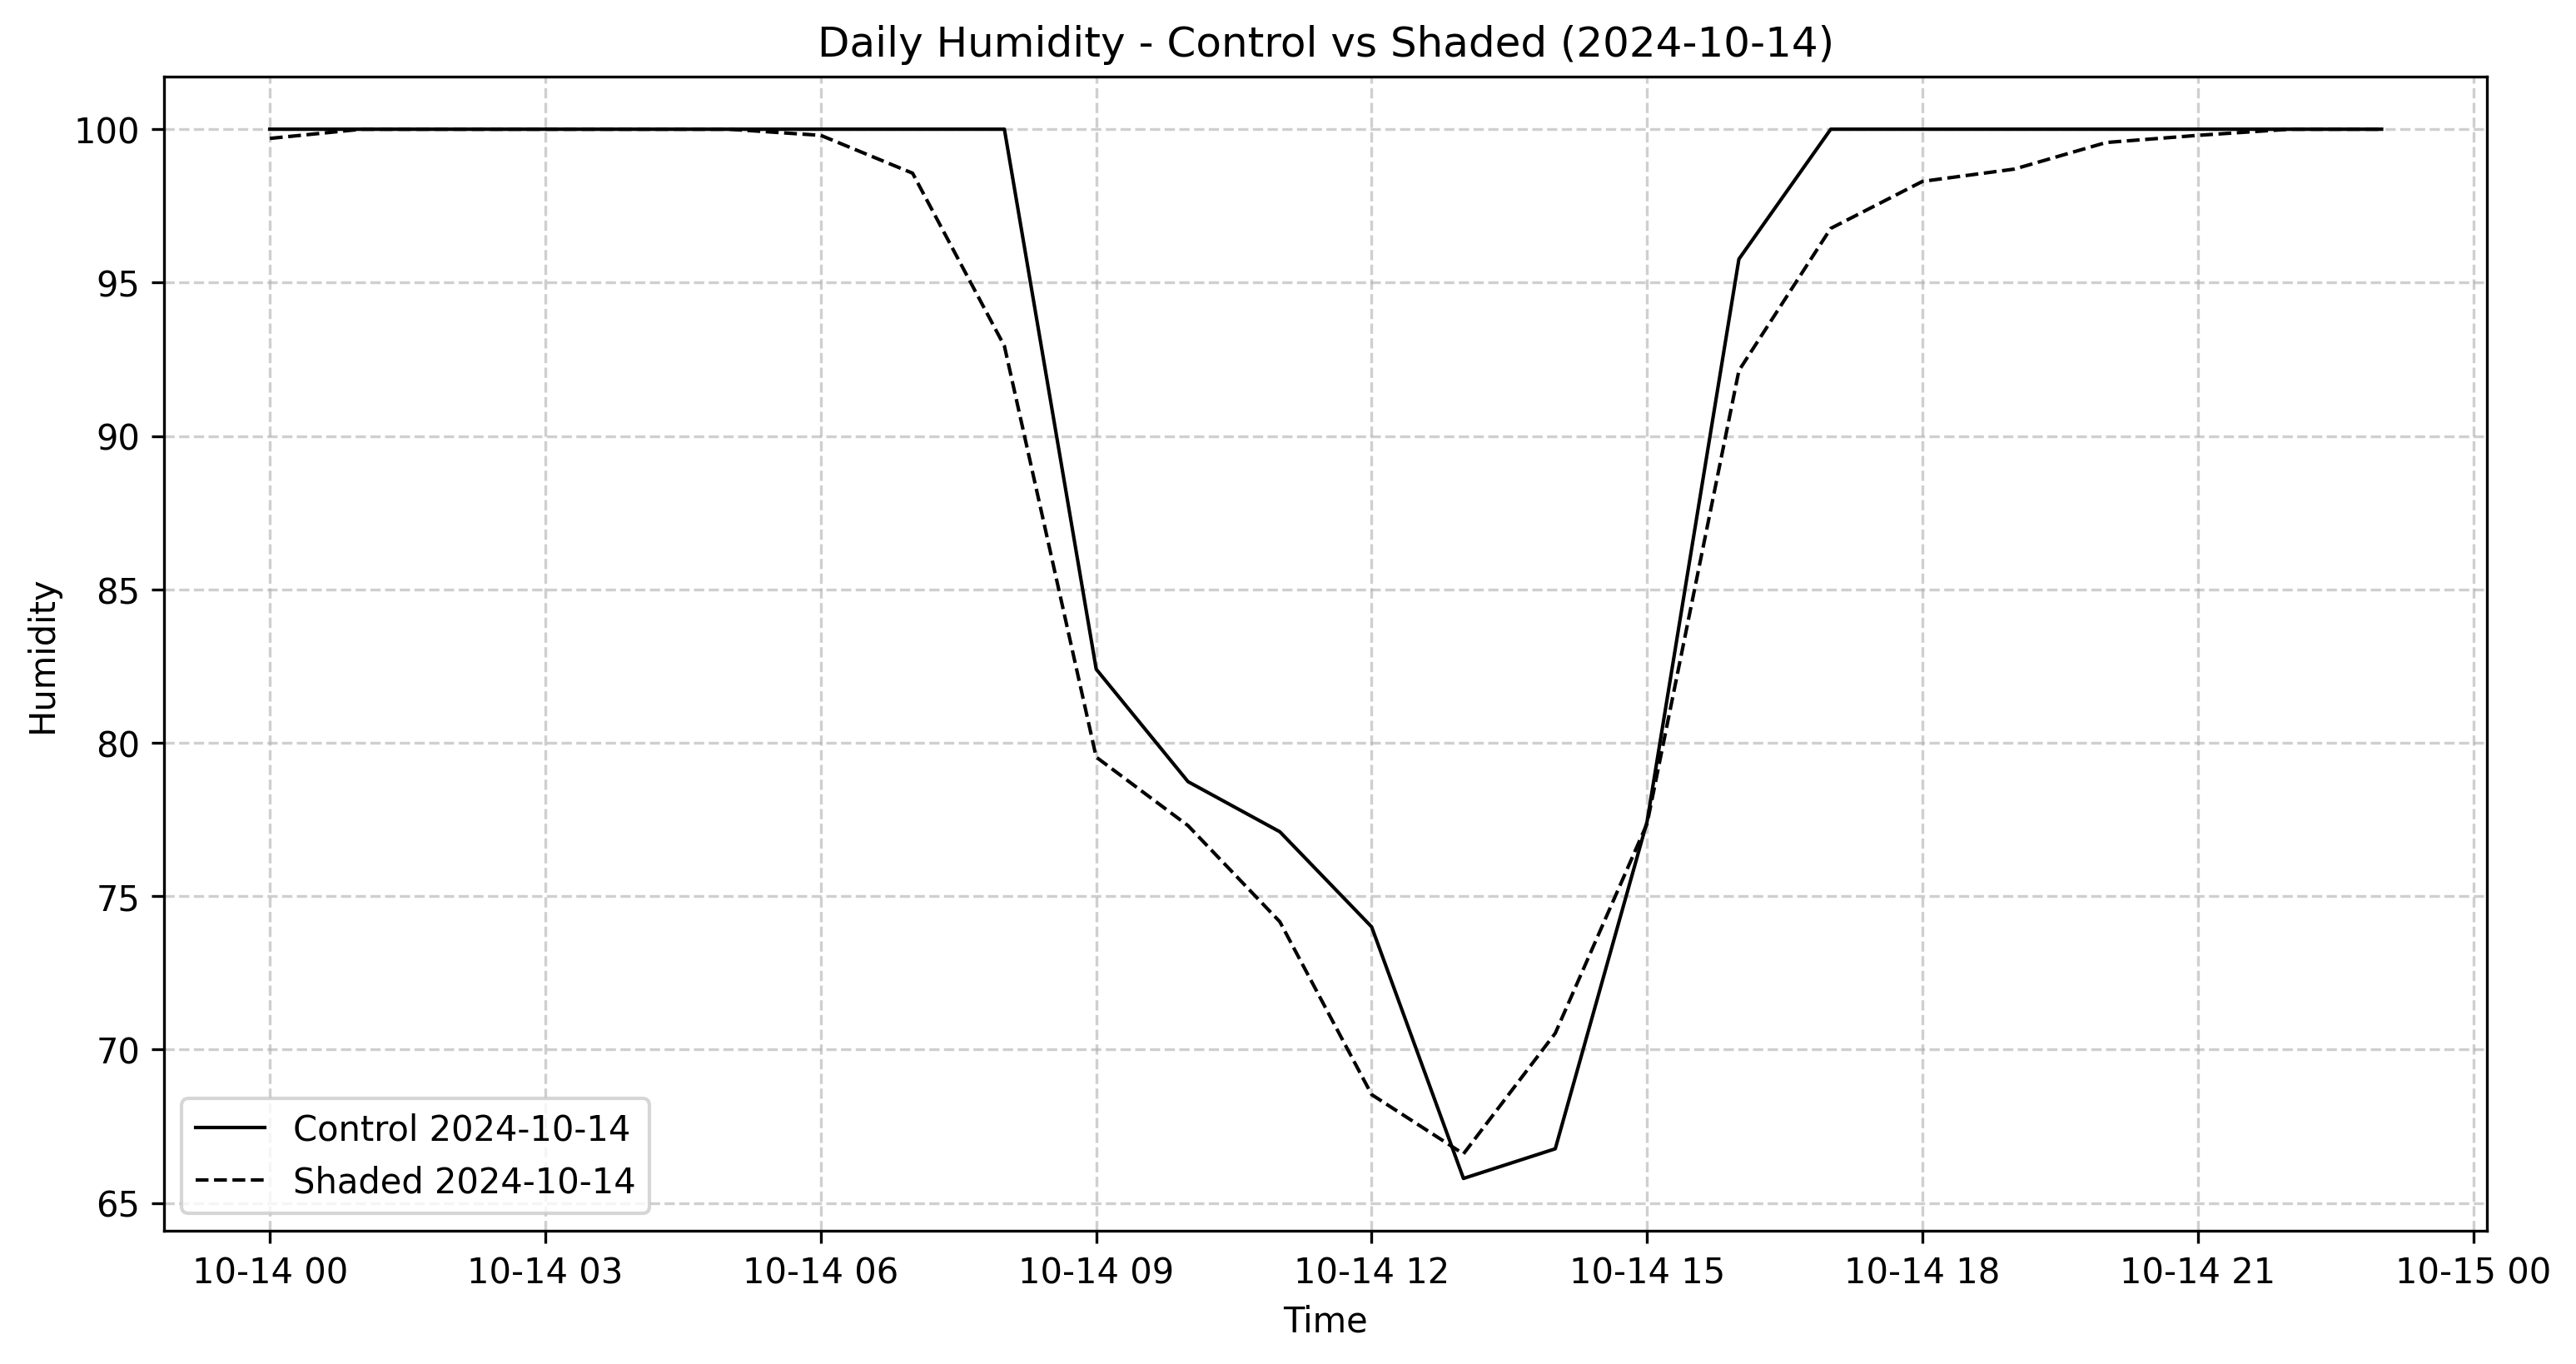 Daily Humidity - Control vs Shaded (2024-10-14)
Humidity
100
95
90
85
80
75
70
65
Control 2024-10-14
Shaded 2024-10-14
10-14 00 10-14 03 10-14 06 10-14 09 10-14 12 10-14 15 10-14 18 10-14 21 10-15 00
Time